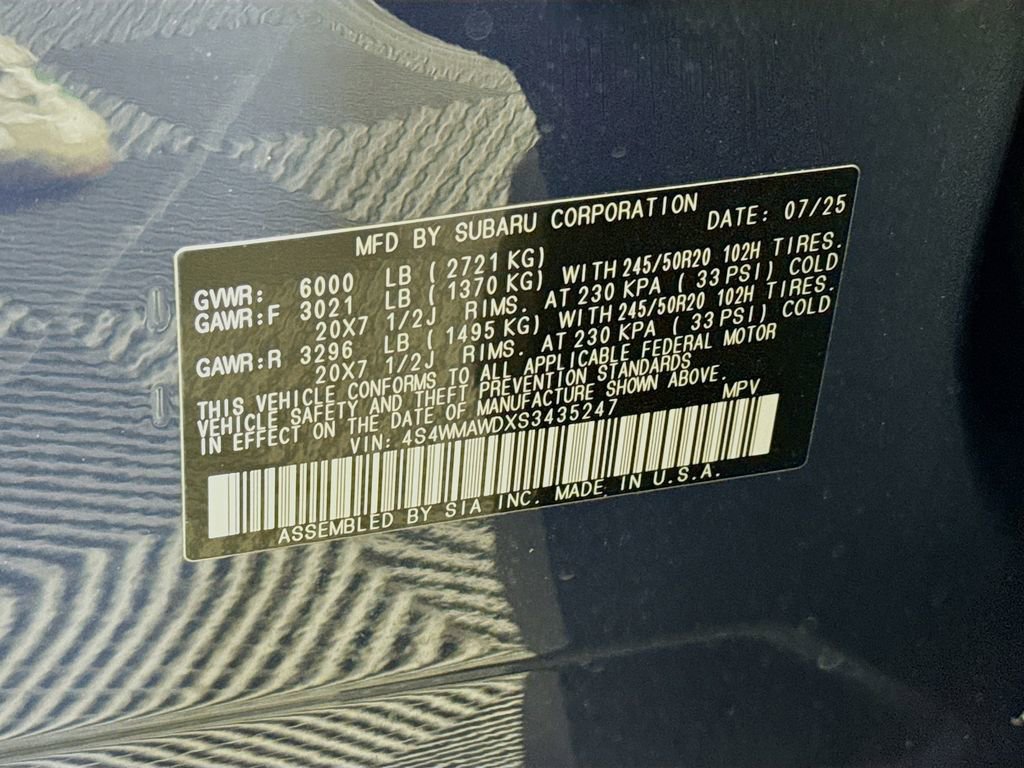 MFD BY SUBARU CORPORATION DATE: 07/25
GVWR: 6000 LB ( 2721 KG)
GAWR:F 3021 LB ( 1370 KG) WITH 245/50R20 102H TIRES.
20X7 1/2J RIMS. AT 230 KPA ( 33 PSI) COLD
GAWR:R 3296 LB ( 1495 KG) WITH 245/50R20 102H TIRES.
20X7 1/2J RIMS. AT 230 KPA ( 33 PSI) COLD
THIS VEHICLE CONFORMS TO ALL APPLICABLE FEDERAL MOTOR
VEHICLE SAFETY AND THEFT PREVENTION STANDARDS
IN EFFECT ON THE DATE OF MANUFACTURE SHOWN ABOVE.
VIN: 4S4WMAWDXS3435247 MPV
ASSEMBLED BY SIA INC. MADE IN U.S.A.